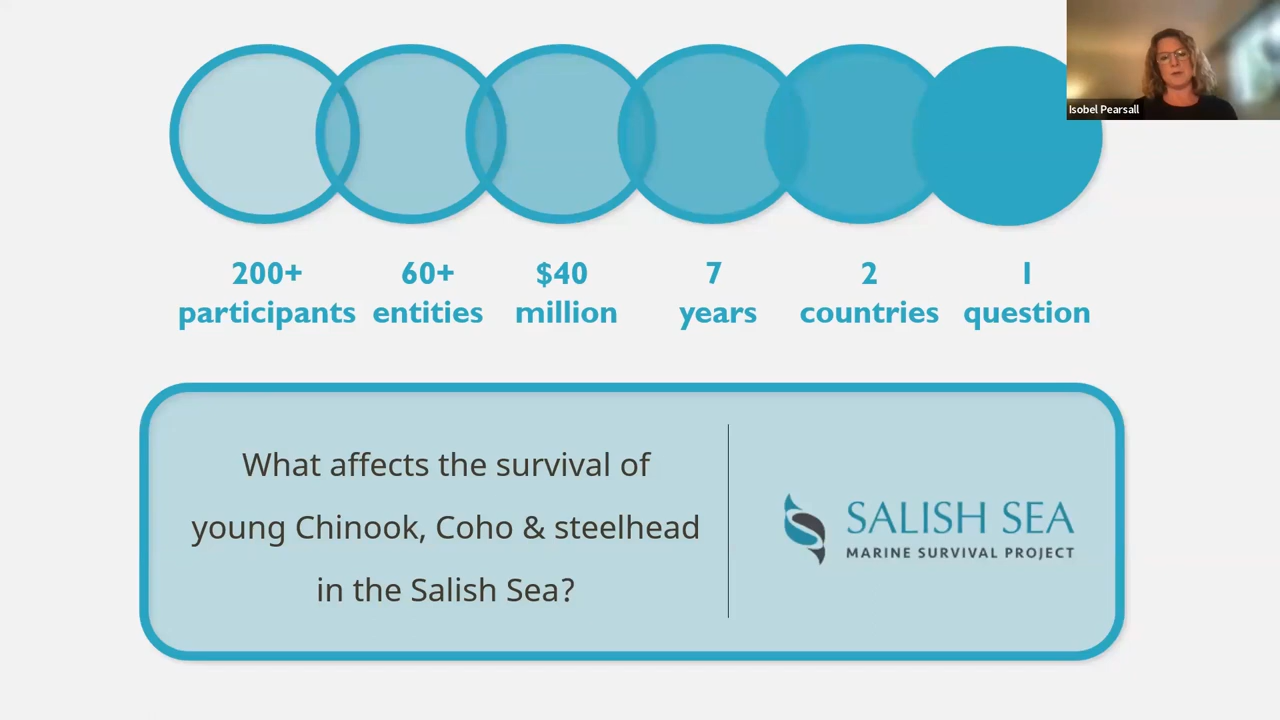 Isobel Pearsall
200+ participants
60+ entities
$40 million
7 years
2 countries
1 question
What affects the survival of
young Chinook, Coho & steelhead
in the Salish Sea?
SALISH SEA
MARINE SURVIVAL PROJECT